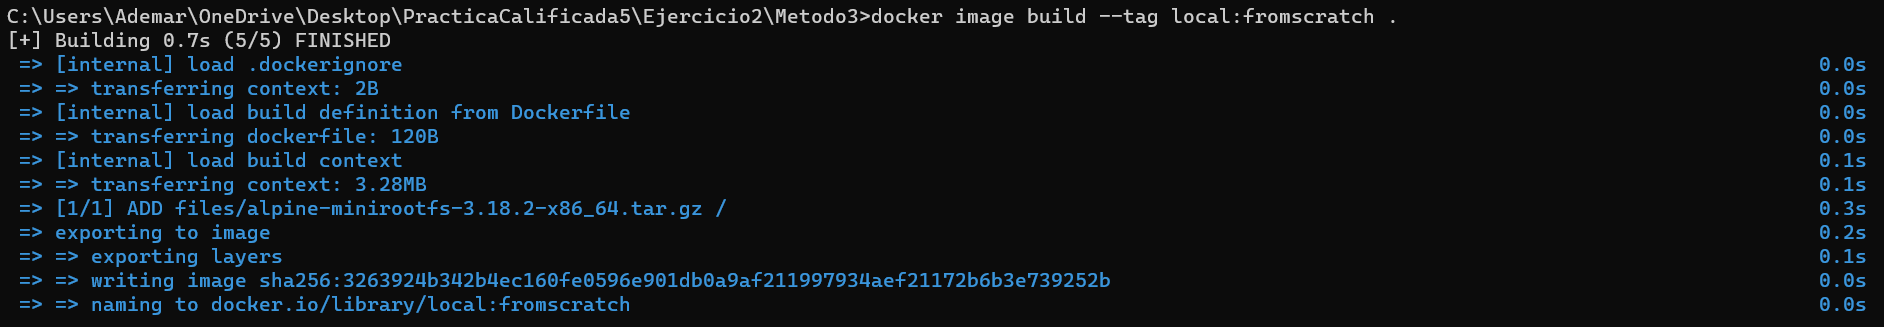 C:\Users\Ademar\OneDrive\Desktop\PracticaCalificada5\Ejercicio2\Metodo3>docker image build --tag local:fromscratch .
[+] Building 0.7s (5/5) FINISHED
=> [internal] load .dockerignore 0.0s
=> => transferring context: 2B 0.0s
=> [internal] load build definition from Dockerfile 0.0s
=> => transferring dockerfile: 120B 0.0s
=> [internal] load build context 0.1s
=> => transferring context: 3.28MB 0.1s
=> [1/1] ADD files/alpine-minirootfs-3.18.2-x86_64.tar.gz / 0.3s
=> exporting to image 0.2s
=> => exporting layers 0.1s
=> => writing image sha256:3263924b342b4ec160fe0596e901db0a9af211997934aef21172b6b3e739252b 0.0s
=> => naming to docker.io/library/local:fromscratch 0.0s